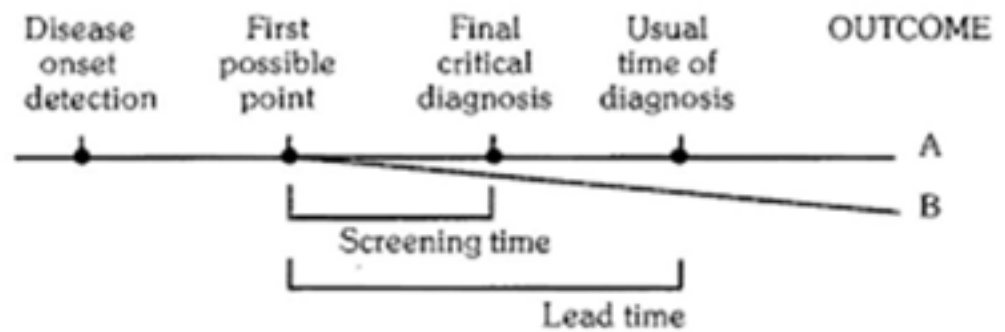 Disease
onset
detection
First
possible
point
Final
critical
diagnosis
Usual
time of
diagnosis
OUTCOME
A
B
Screening time
Lead time